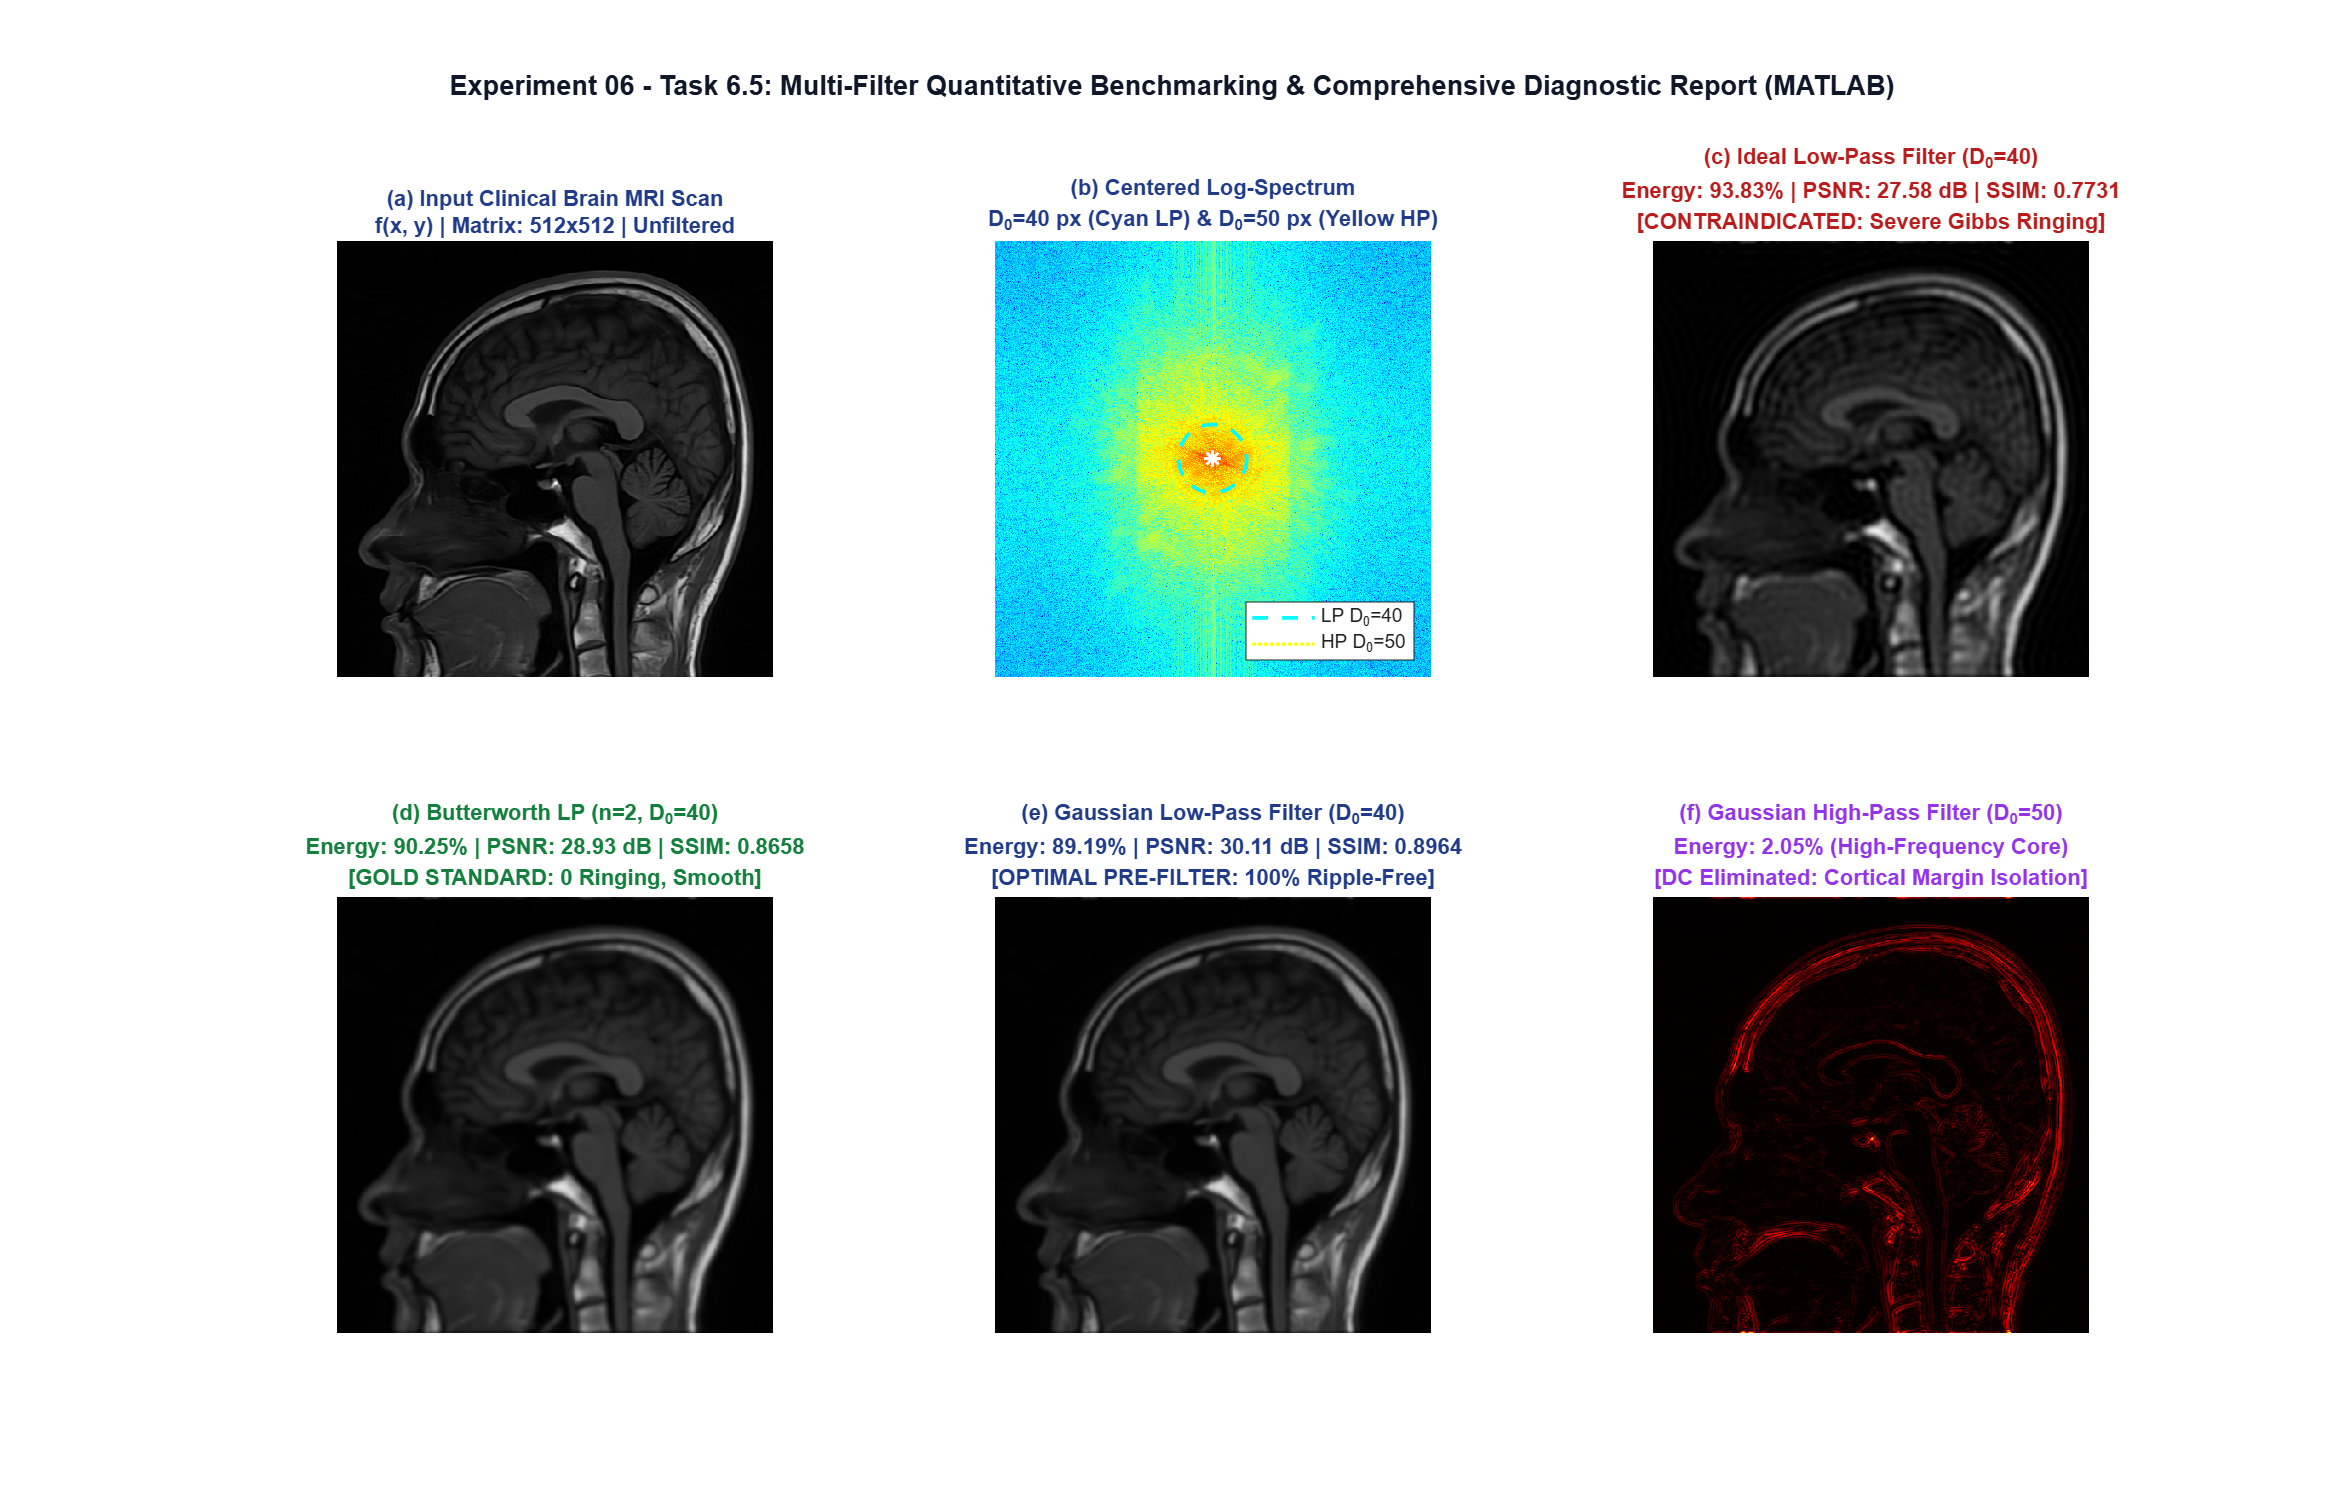 Experiment 06 - Task 6.5: Multi-Filter Quantitative Benchmarking & Comprehensive Diagnostic Report (MATLAB)
(a) Input Clinical Brain MRI Scan
f(x, y) | Matrix: 512x512 | Unfiltered
(b) Centered Log-Spectrum
D₀=40 px (Cyan LP) & D₀=50 px (Yellow HP)
LP D₀=40
HP D₀=50
(c) Ideal Low-Pass Filter (D₀=40)
Energy: 93.83% | PSNR: 27.58 dB | SSIM: 0.7731
[CONTRAINDICATED: Severe Gibbs Ringing]
(d) Butterworth LP (n=2, D₀=40)
Energy: 90.25% | PSNR: 28.93 dB | SSIM: 0.8658
[GOLD STANDARD: 0 Ringing, Smooth]
(e) Gaussian Low-Pass Filter (D₀=40)
Energy: 89.19% | PSNR: 30.11 dB | SSIM: 0.8964
[OPTIMAL PRE-FILTER: 100% Ripple-Free]
(f) Gaussian High-Pass Filter (D₀=50)
Energy: 2.05% (High-Frequency Core)
[DC Eliminated: Cortical Margin Isolation]